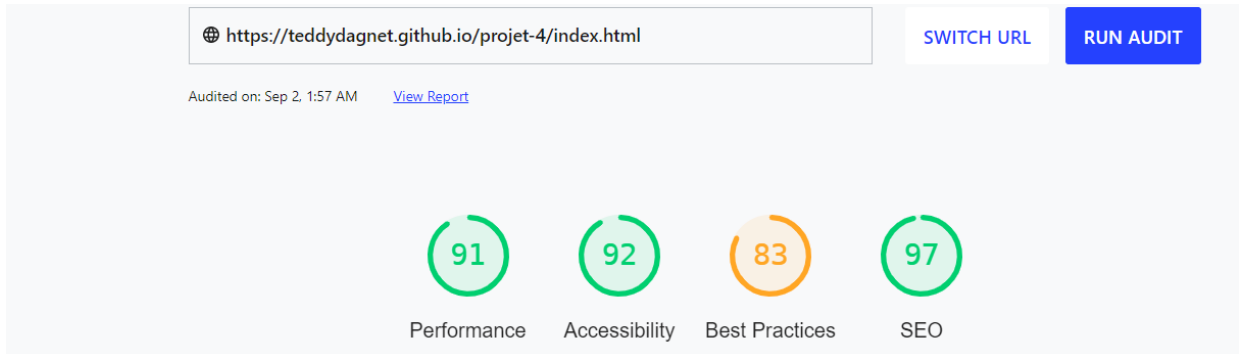 https://teddydagnet.github.io/projet-4/index.html SWITCH URL RUN AUDIT
Audited on: Sep 2, 1:57 AM View Report
91 92 83 97
Performance Accessibility Best Practices SEO